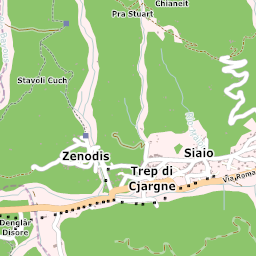 Chianeit
Pra Stuart
Stavoli Cuch
Zenodis
Siaio
Trep di
Cjargne
Via Roma
Denglar
Disore